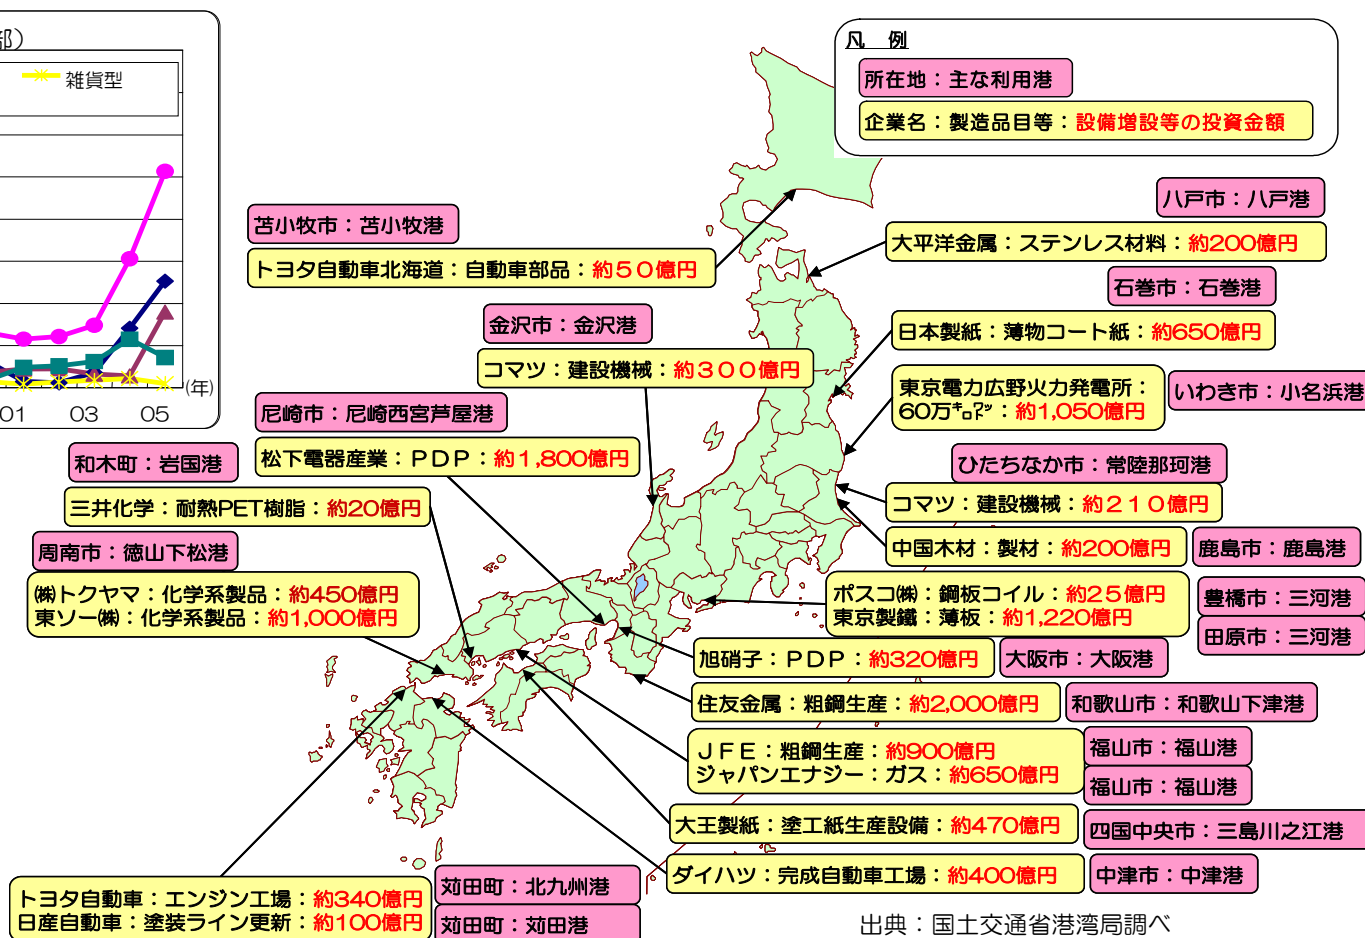 部）
雑貨型
(年)
01
03
05
凡　例
所在地：主な利用港
企業名：製造品目等：設備増設等の投資金額
八戸市：八戸港
大平洋金属：ステンレス材料：約200億円
苫小牧市：苫小牧港
トヨタ自動車北海道：自動車部品：約５０億円
石巻市：石巻港
日本製紙：薄物コート紙：約650億円
金沢市：金沢港
コマツ：建設機械：約３００億円
東京電力広野火力発電所：
60万㌔㍗：約1,050億円
いわき市：小名浜港
尼崎市：尼崎西宮芦屋港
松下電器産業：ＰＤＰ：約1,800億円
和木町：岩国港
三井化学：耐熱PET樹脂：約20億円
ひたちなか市：常陸那珂港
コマツ：建設機械：約２１０億円
中国木材：製材：約200億円
鹿島市：鹿島港
周南市：徳山下松港
㈱トクヤマ：化学系製品：約450億円
東ソー㈱：化学系製品：約1,000億円
ポスコ㈱：鋼板コイル：約25億円
東京製鐵：薄板：約1,220億円
豊橋市：三河港
田原市：三河港
旭硝子：ＰＤＰ：約320億円
大阪市：大阪港
住友金属：粗鋼生産：約2,000億円
和歌山市：和歌山下津港
ＪＦＥ：粗鋼生産：約900億円
ジャパンエナジー：ガス：約650億円
福山市：福山港
福山市：福山港
大王製紙：塗工紙生産設備：約470億円
四国中央市：三島川之江港
ダイハツ：完成自動車工場：約400億円
中津市：中津港
トヨタ自動車：エンジン工場：約340億円
日産自動車：塗装ライン更新：約100億円
苅田町：北九州港
苅田町：苅田港
出典：国土交通省港湾局調べ